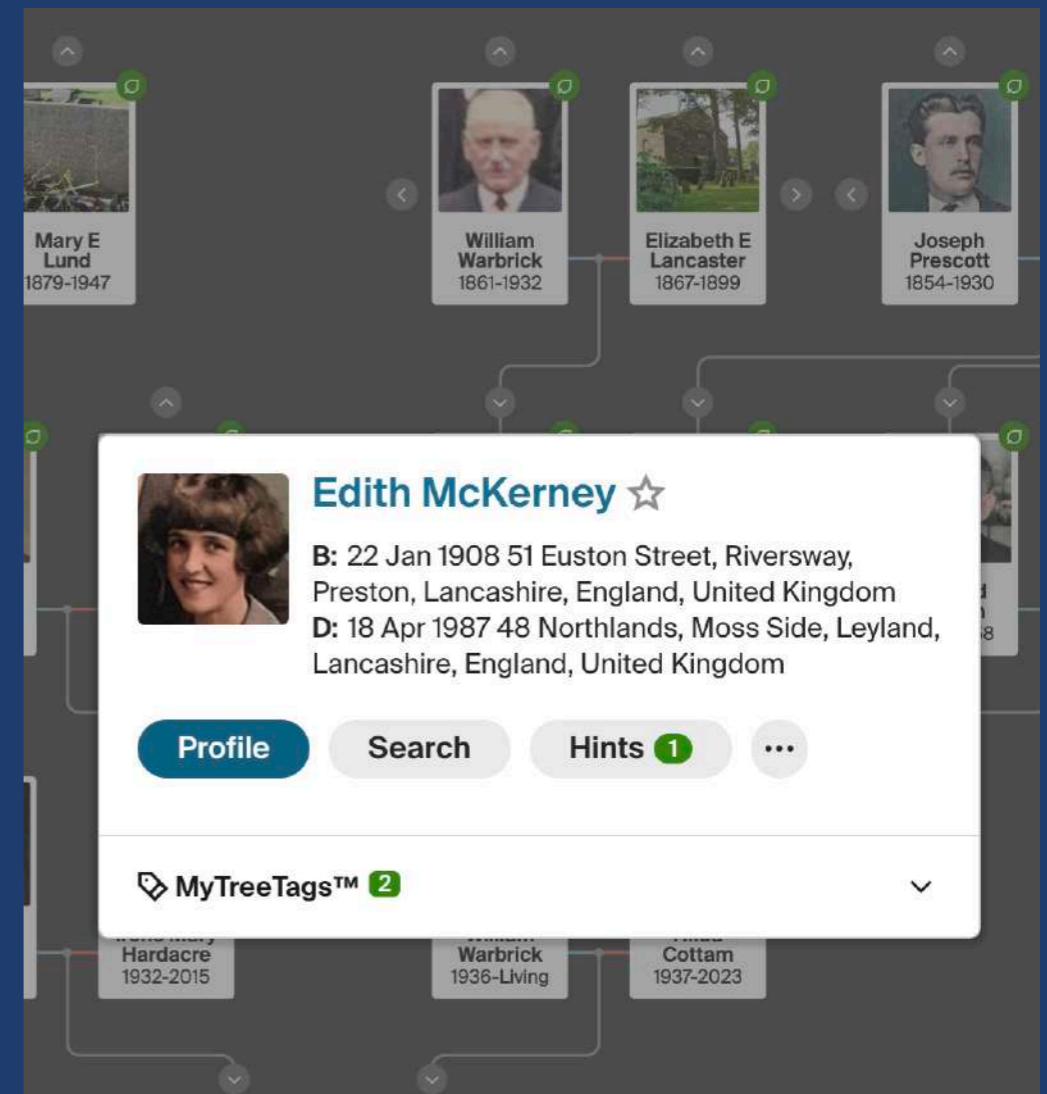 Mary E
Lund
1879-1947
William
Warbrick
1861-1932
Elizabeth E
Lancaster
1867-1899
Joseph
Prescott
1854-1930
Edith McKerney
B: 22 Jan 1908 51 Euston Street, Riversway,
Preston, Lancashire, England, United Kingdom
D: 18 Apr 1987 48 Northlands, Moss Side, Leyland,
Lancashire, England, United Kingdom
Profile
Search
Hints 1
MyTreeTags™ 2
Hardacre
1932-2015
William
Warbrick
1936-Living
Cottam
1937-2023